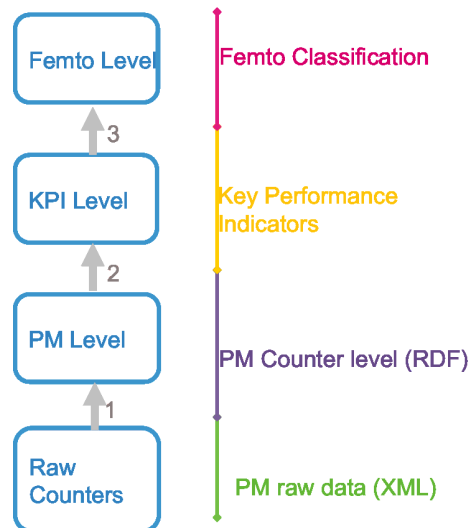 Femto Level
Femto Classification
3
KPI Level
Key Performance
Indicators
2
PM Level
PM Counter level (RDF)
1
Raw
Counters
PM raw data (XML)